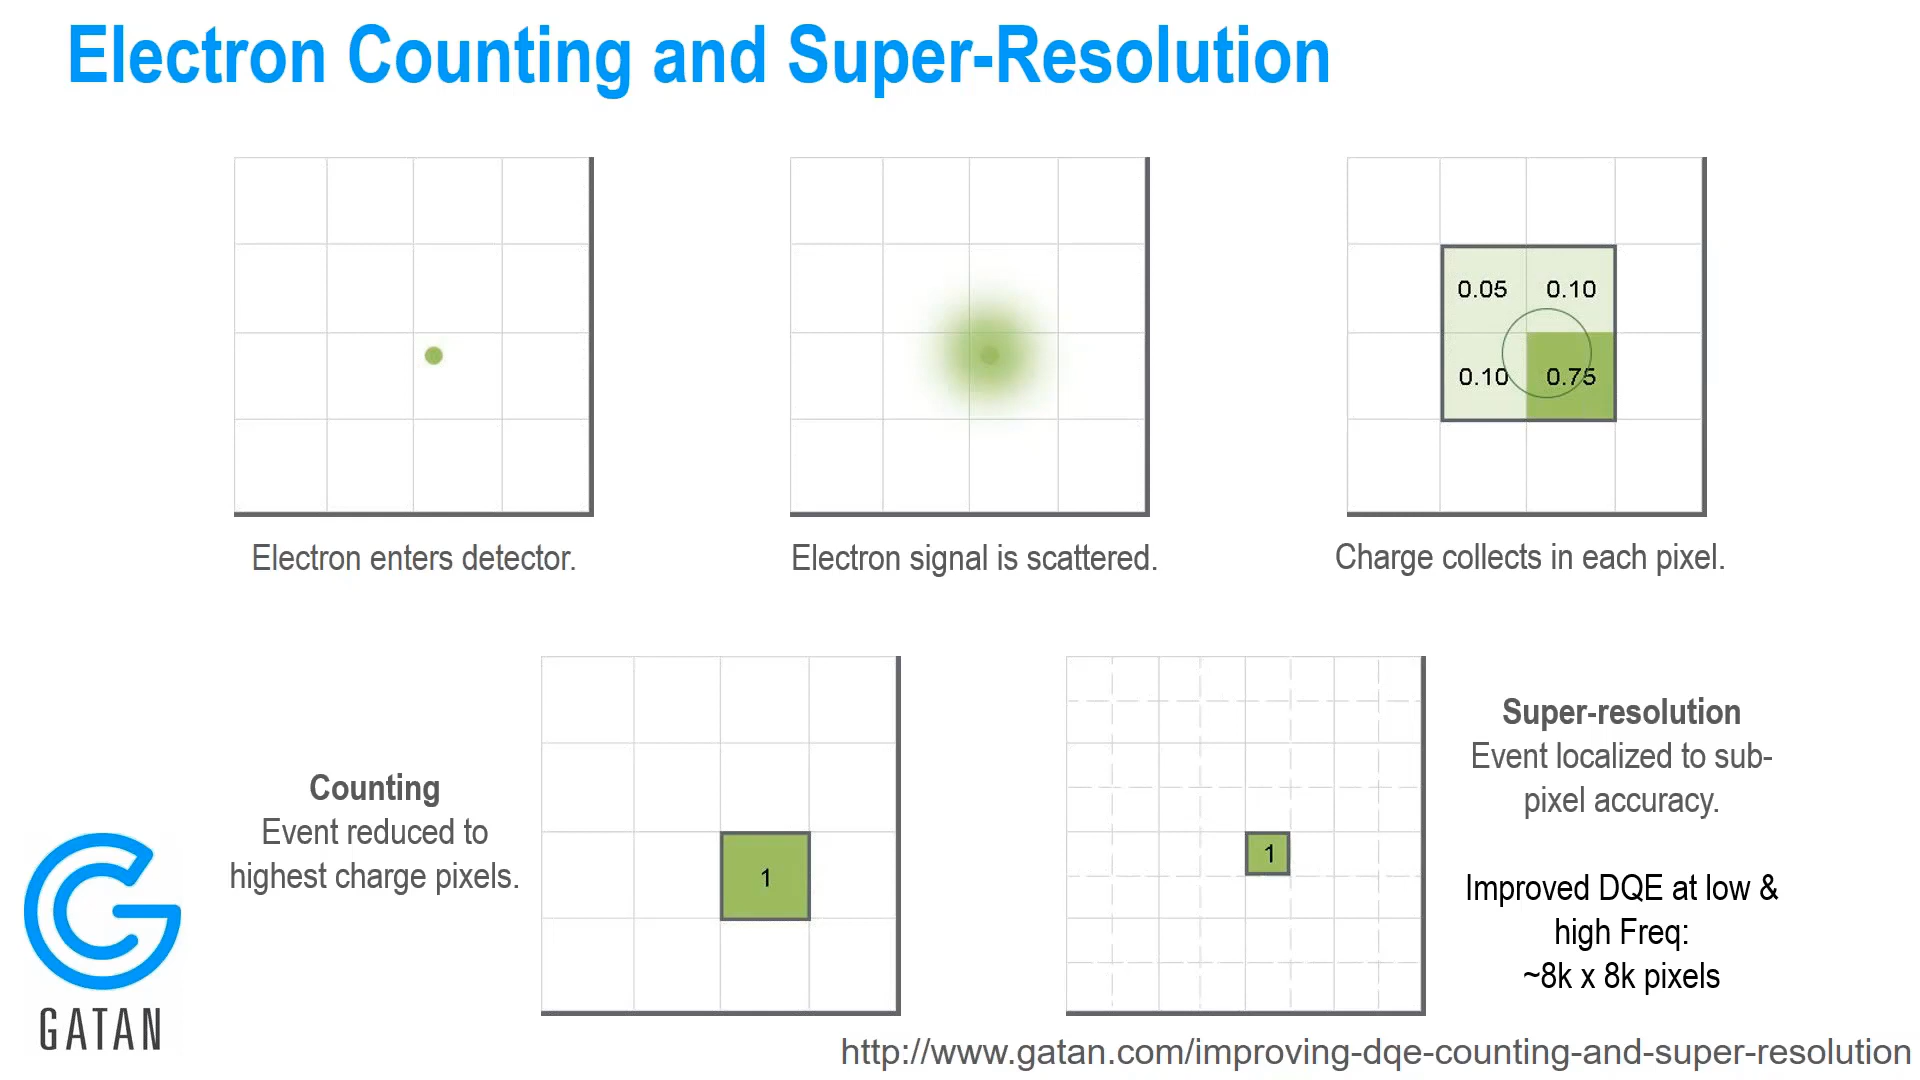 Electron Counting and Super-Resolution
0.05 0.10
0.10 0.75
Electron enters detector.
Electron signal is scattered.
Charge collects in each pixel.
Counting
Event reduced to
highest charge pixels.
1
1
Super-resolution
Event localized to sub-
pixel accuracy.
Improved DQE at low &
high Freq:
~8k x 8k pixels
GATAN
http://www.gatan.com/improving-dqe-counting-and-super-resolution